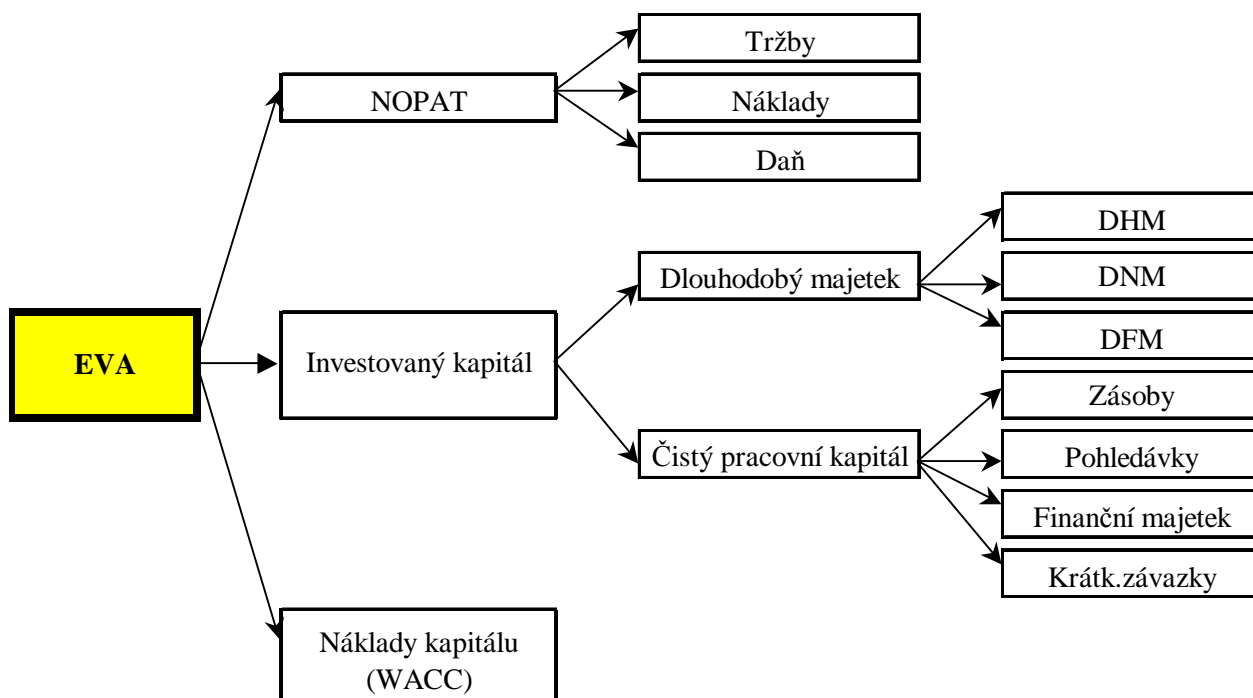 Tržby
NOPAT
Náklady
Daň
DHM
Dlouhodobý majetek
DNM
DFM
EVA
Investovaný kapitál
Zásoby
Čistý pracovní kapitál
Pohledávky
Finanční majetek
Krátk.závazky
Náklady kapitálu
(WACC)